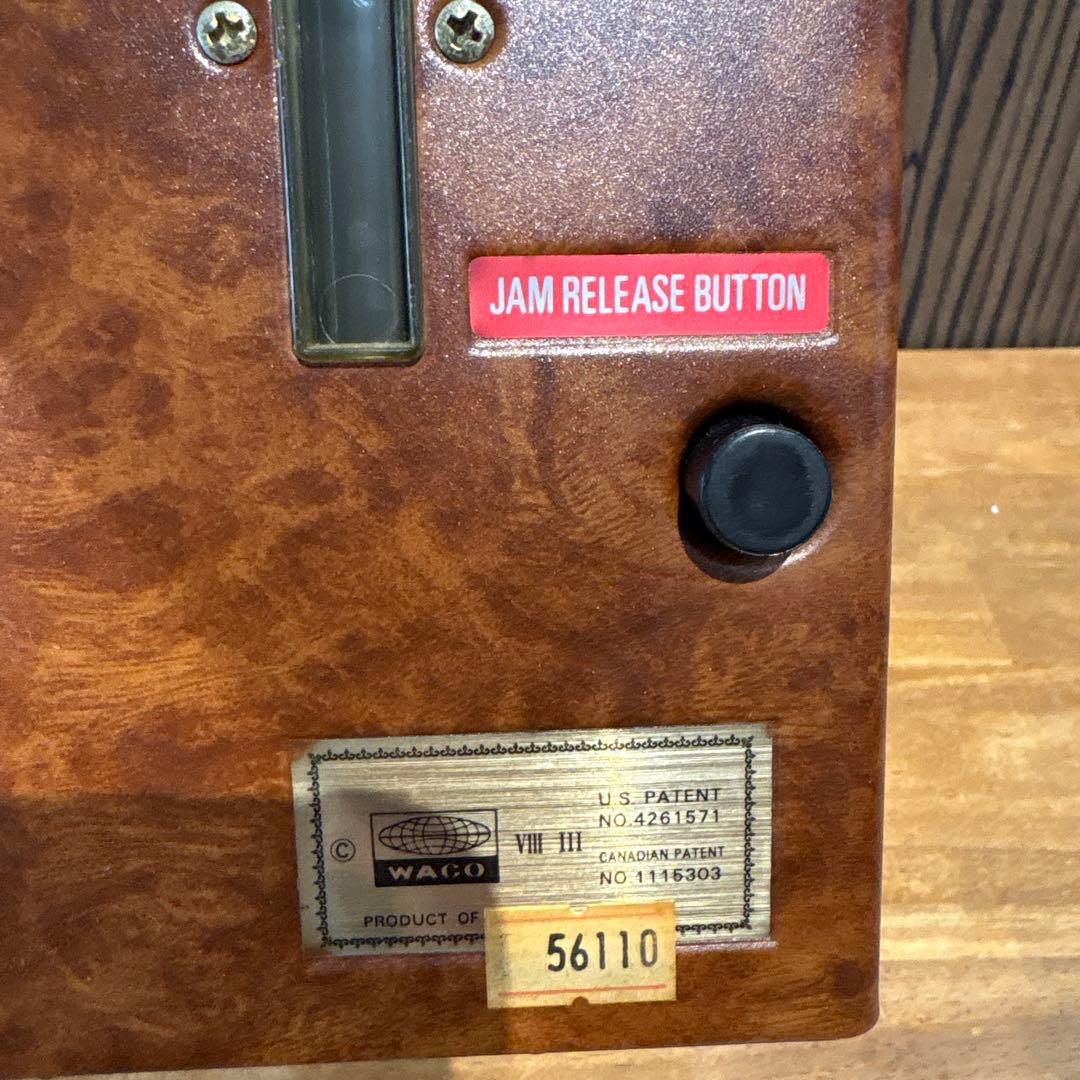 JAM RELEASE BUTTON
©
WACO
VIII III
U.S. PATENT
NO.4261571
CANADIAN PATENT
NO 1115303
PRODUCT OF
56110